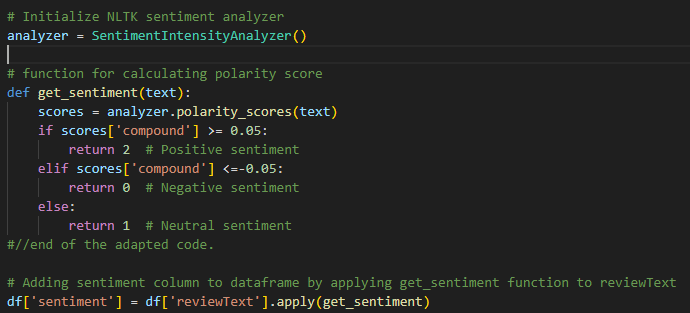 # Initialize NLTK sentiment analyzer
analyzer = SentimentIntensityAnalyzer()
# function for calculating polarity score
def get_sentiment(text):
    scores = analyzer.polarity_scores(text)
    if scores['compound'] >= 0.05:
        return 2  # Positive sentiment
    elif scores['compound'] <=-0.05:
        return 0  # Negative sentiment
    else:
        return 1  # Neutral sentiment
#//end of the adapted code.
# Adding sentiment column to dataframe by applying get_sentiment function to reviewText
df['sentiment'] = df['reviewText'].apply(get_sentiment)